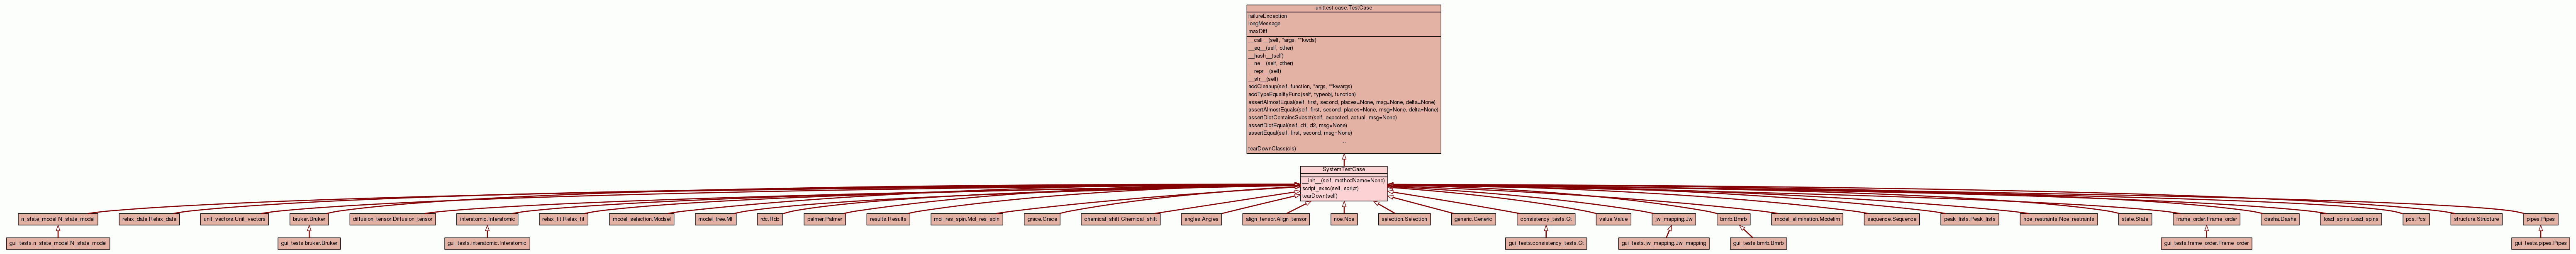 unittest.case.TestCase
failureException
longMessage
maxDiff
__call__(self, *args, **kwds)
__eq__(self, other)
__hash__(self)
__ne__(self, other)
__repr__(self)
__str__(self)
addCleanup(self, function, *args, **kwargs)
addTypeEqualityFunc(self, typeobj, function)
assertAlmostEqual(self, first, second, places=None, msg=None, delta=None)
assertAlmostEquals(self, first, second, places=None, msg=None, delta=None)
assertDictContainsSubset(self, expected, actual, msg=None)
assertDictEqual(self, d1, d2, msg=None)
assertEqual(self, first, second, msg=None)
...
tearDownClass(cls)
SystemTestCase
__init__(self, methodName=None)
script_exec(self, script)
tearDown(self)
n_state_model.N_state_model
relax_data.Relax_data
unit_vectors.Unit_vectors
bruker.Bruker
diffusion_tensor.Diffusion_tensor
interatomic.Interatomic
relax_fit.Relax_fit
model_selection.Modsel
model_free.Mf
rdc.Rdc
palmer.Palmer
results.Results
mol_res_spin.Mol_res_spin
grace.Grace
chemical_shift.Chemical_shift
angles.Angles
align_tensor.Align_tensor
noe.Noe
selection.Selection
generic.Generic
consistency_tests.Ct
value.Value
jw_mapping.Jw
bmrb.Bmrb
model_elimination.Modelim
sequence.Sequence
peak_lists.Peak_lists
noe_restraints.Noe_restraints
state.State
frame_order.Frame_order
dasha.Dasha
load_spins.Load_spins
pcs.Pcs
structure.Structure
pipes.Pipes
gui_tests.n_state_model.N_state_model
gui_tests.bruker.Bruker
gui_tests.interatomic.Interatomic
gui_tests.consistency_tests.Ct
gui_tests.jw_mapping.Jw_mapping
gui_tests.bmrb.Bmrb
gui_tests.frame_order.Frame_order
gui_tests.pipes.Pipes